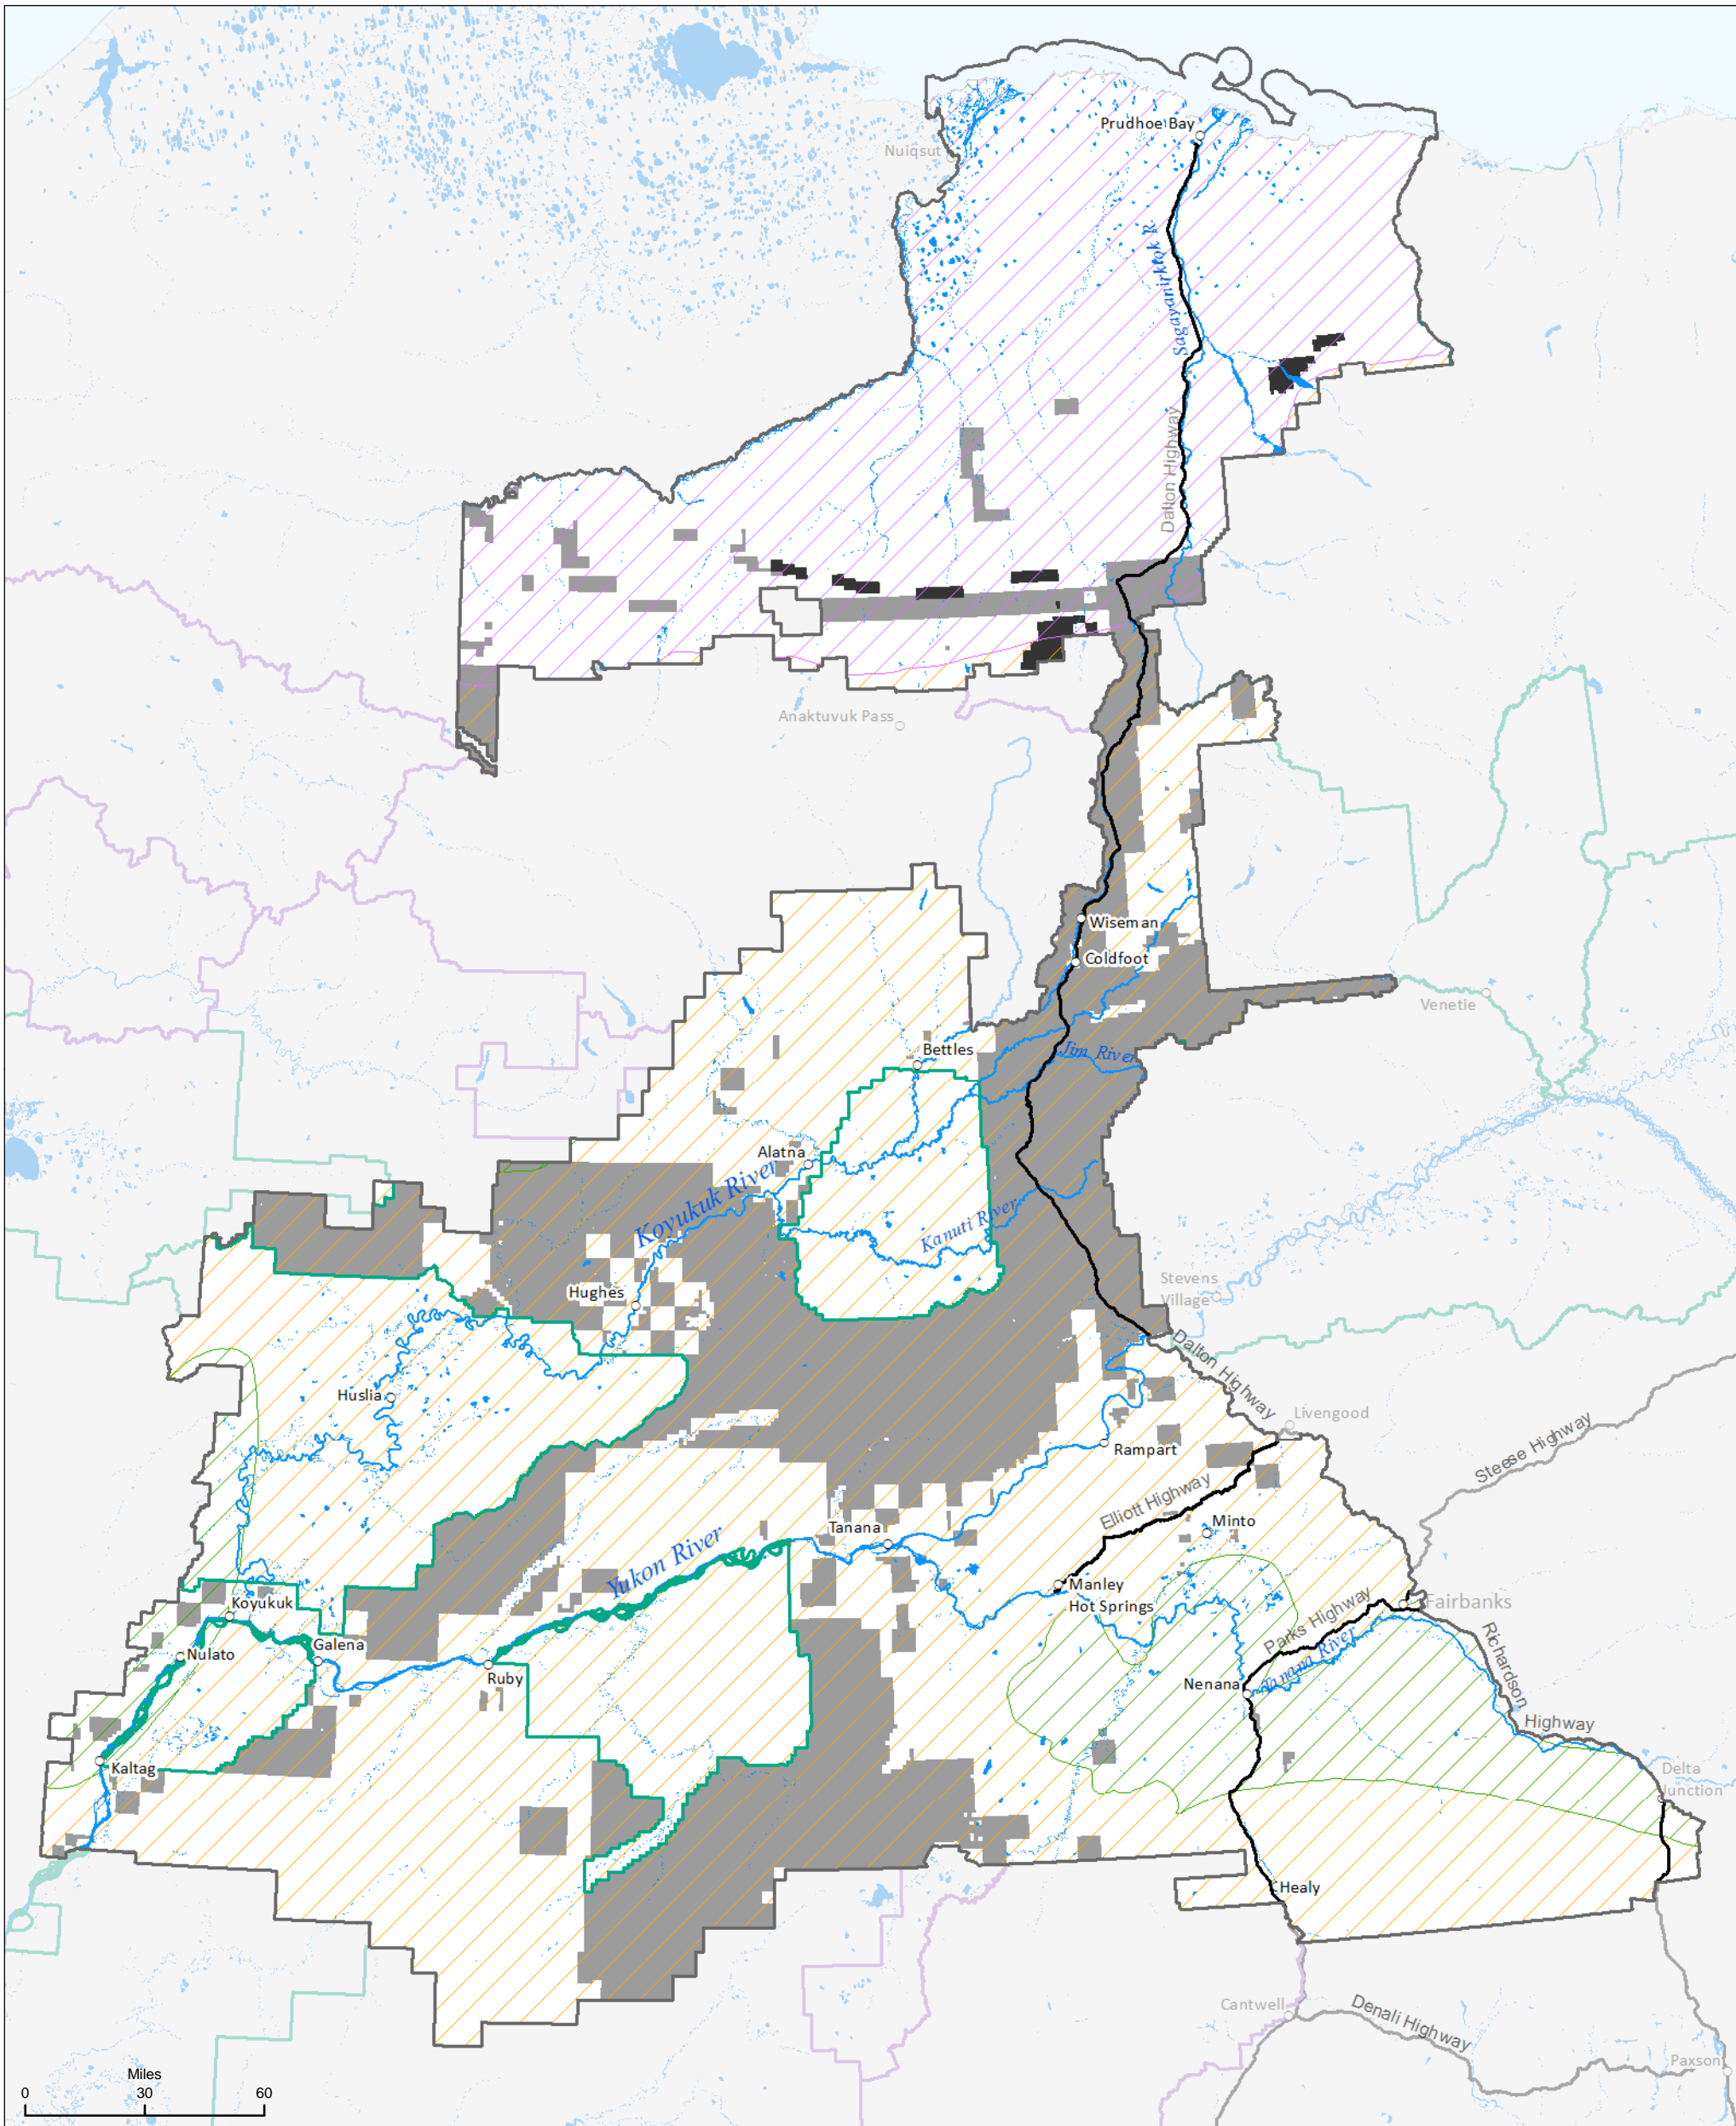 Prudhoe Bay
Nuiqsut
Sagavanirktok R.
Dalton Highway
Anaktuvuk Pass
Wiseman
Coldfoot
Venetie
Bettles
Jim River
Alatna
Koyukuk River
Kanuti River
Hughes
Stevens
Village
Dalton Highway
Huslia
Livengood
Rampart
Steese Highway
Elliott Highway
Minto
Tanana
Yukon River
Manley
Hot Springs
Koyukuk
Fairbanks
Parks Highway
Galena
Nulato
Tanana River
Richardson
Highway
Ruby
Nenana
Kaltag
Delta
Junction
Healy
Cantwell
Denali Highway
Paxson
Miles
0 30 60